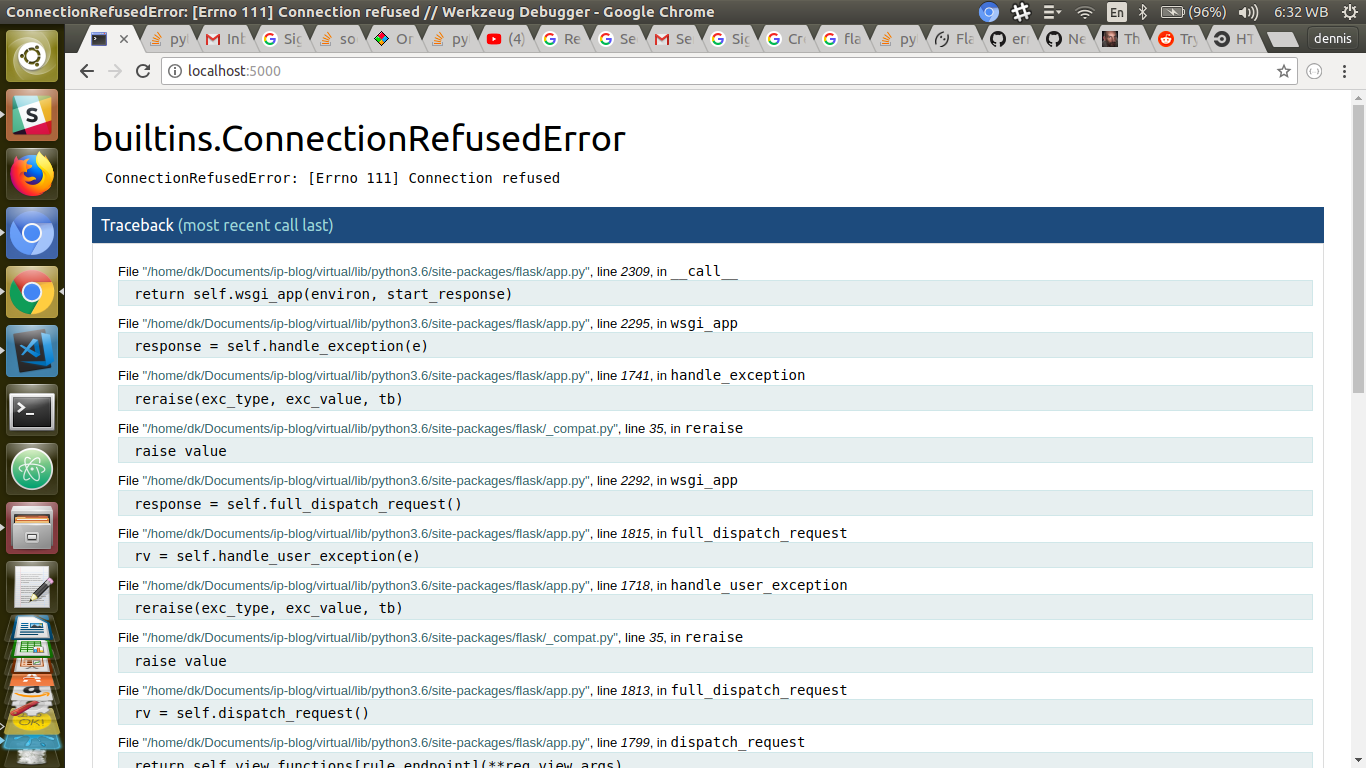 ConnectionRefusedError: [Errno 111] Connection refused // Werkzeug Debugger - Google Chrome
En (96%) 6:32 WB
pyt Inb Sig so Or py (4) Re Se Se Sig Cr fla py Fla err Ne Th Try HT dennis
localhost:5000
builtins.ConnectionRefusedError
ConnectionRefusedError: [Errno 111] Connection refused
Traceback (most recent call last)
File "/home/dk/Documents/ip-blog/virtual/lib/python3.6/site-packages/flask/app.py", line 2309, in __call__
return self.wsgi_app(environ, start_response)
File "/home/dk/Documents/ip-blog/virtual/lib/python3.6/site-packages/flask/app.py", line 2295, in wsgi_app
response = self.handle_exception(e)
File "/home/dk/Documents/ip-blog/virtual/lib/python3.6/site-packages/flask/app.py", line 1741, in handle_exception
reraise(exc_type, exc_value, tb)
File "/home/dk/Documents/ip-blog/virtual/lib/python3.6/site-packages/flask/_compat.py", line 35, in reraise
raise value
File "/home/dk/Documents/ip-blog/virtual/lib/python3.6/site-packages/flask/app.py", line 2292, in wsgi_app
response = self.full_dispatch_request()
File "/home/dk/Documents/ip-blog/virtual/lib/python3.6/site-packages/flask/app.py", line 1815, in full_dispatch_request
rv = self.handle_user_exception(e)
File "/home/dk/Documents/ip-blog/virtual/lib/python3.6/site-packages/flask/app.py", line 1718, in handle_user_exception
reraise(exc_type, exc_value, tb)
File "/home/dk/Documents/ip-blog/virtual/lib/python3.6/site-packages/flask/_compat.py", line 35, in reraise
raise value
File "/home/dk/Documents/ip-blog/virtual/lib/python3.6/site-packages/flask/app.py", line 1813, in full_dispatch_request
rv = self.dispatch_request()
File "/home/dk/Documents/ip-blog/virtual/lib/python3.6/site-packages/flask/app.py", line 1799, in dispatch_request
return self.view_functions[rule.endpoint](**req.view_args)
OK!